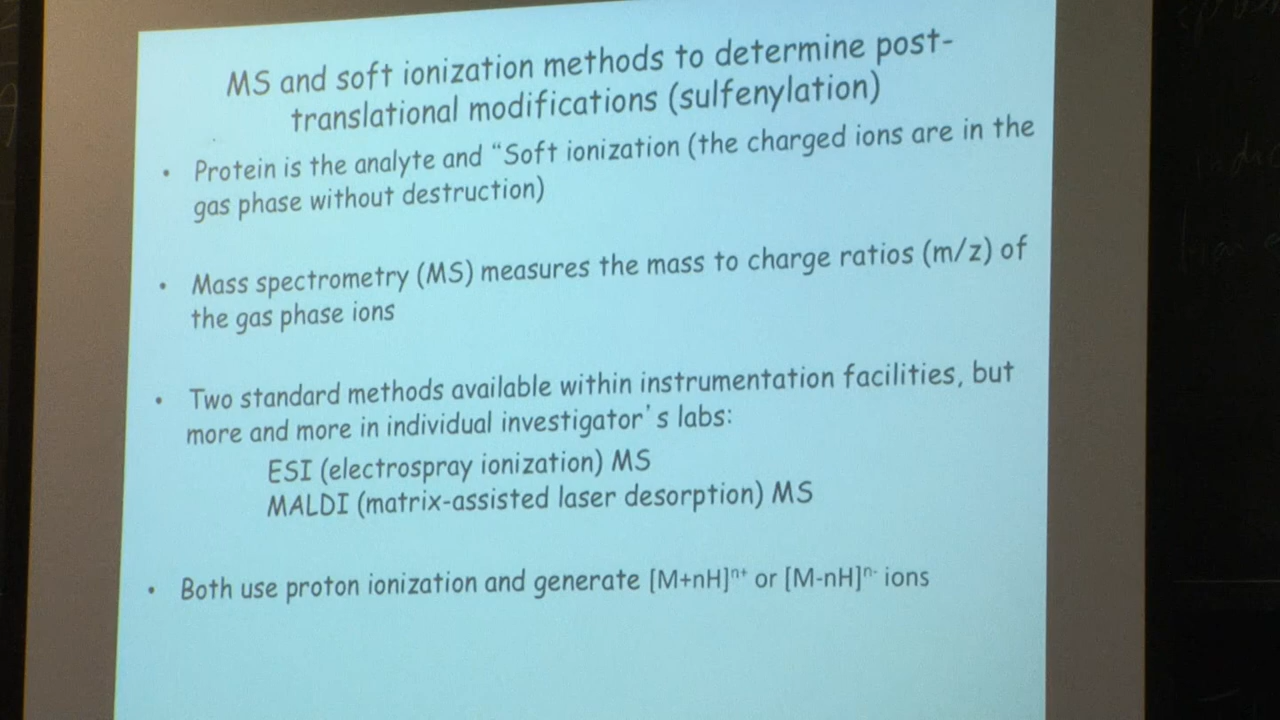 MS and soft ionization methods to determine post-
translational modifications (sulfenylation)
• Protein is the analyte and “Soft ionization (the charged ions are in the
gas phase without destruction)
• Mass spectrometry (MS) measures the mass to charge ratios (m/z) of
the gas phase ions
• Two standard methods available within instrumentation facilities, but
more and more in individual investigator’s labs:
ESI (electrospray ionization) MS
MALDI (matrix-assisted laser desorption) MS
• Both use proton ionization and generate [M+nH]ⁿ⁺ or [M-nH]ⁿ⁻ ions